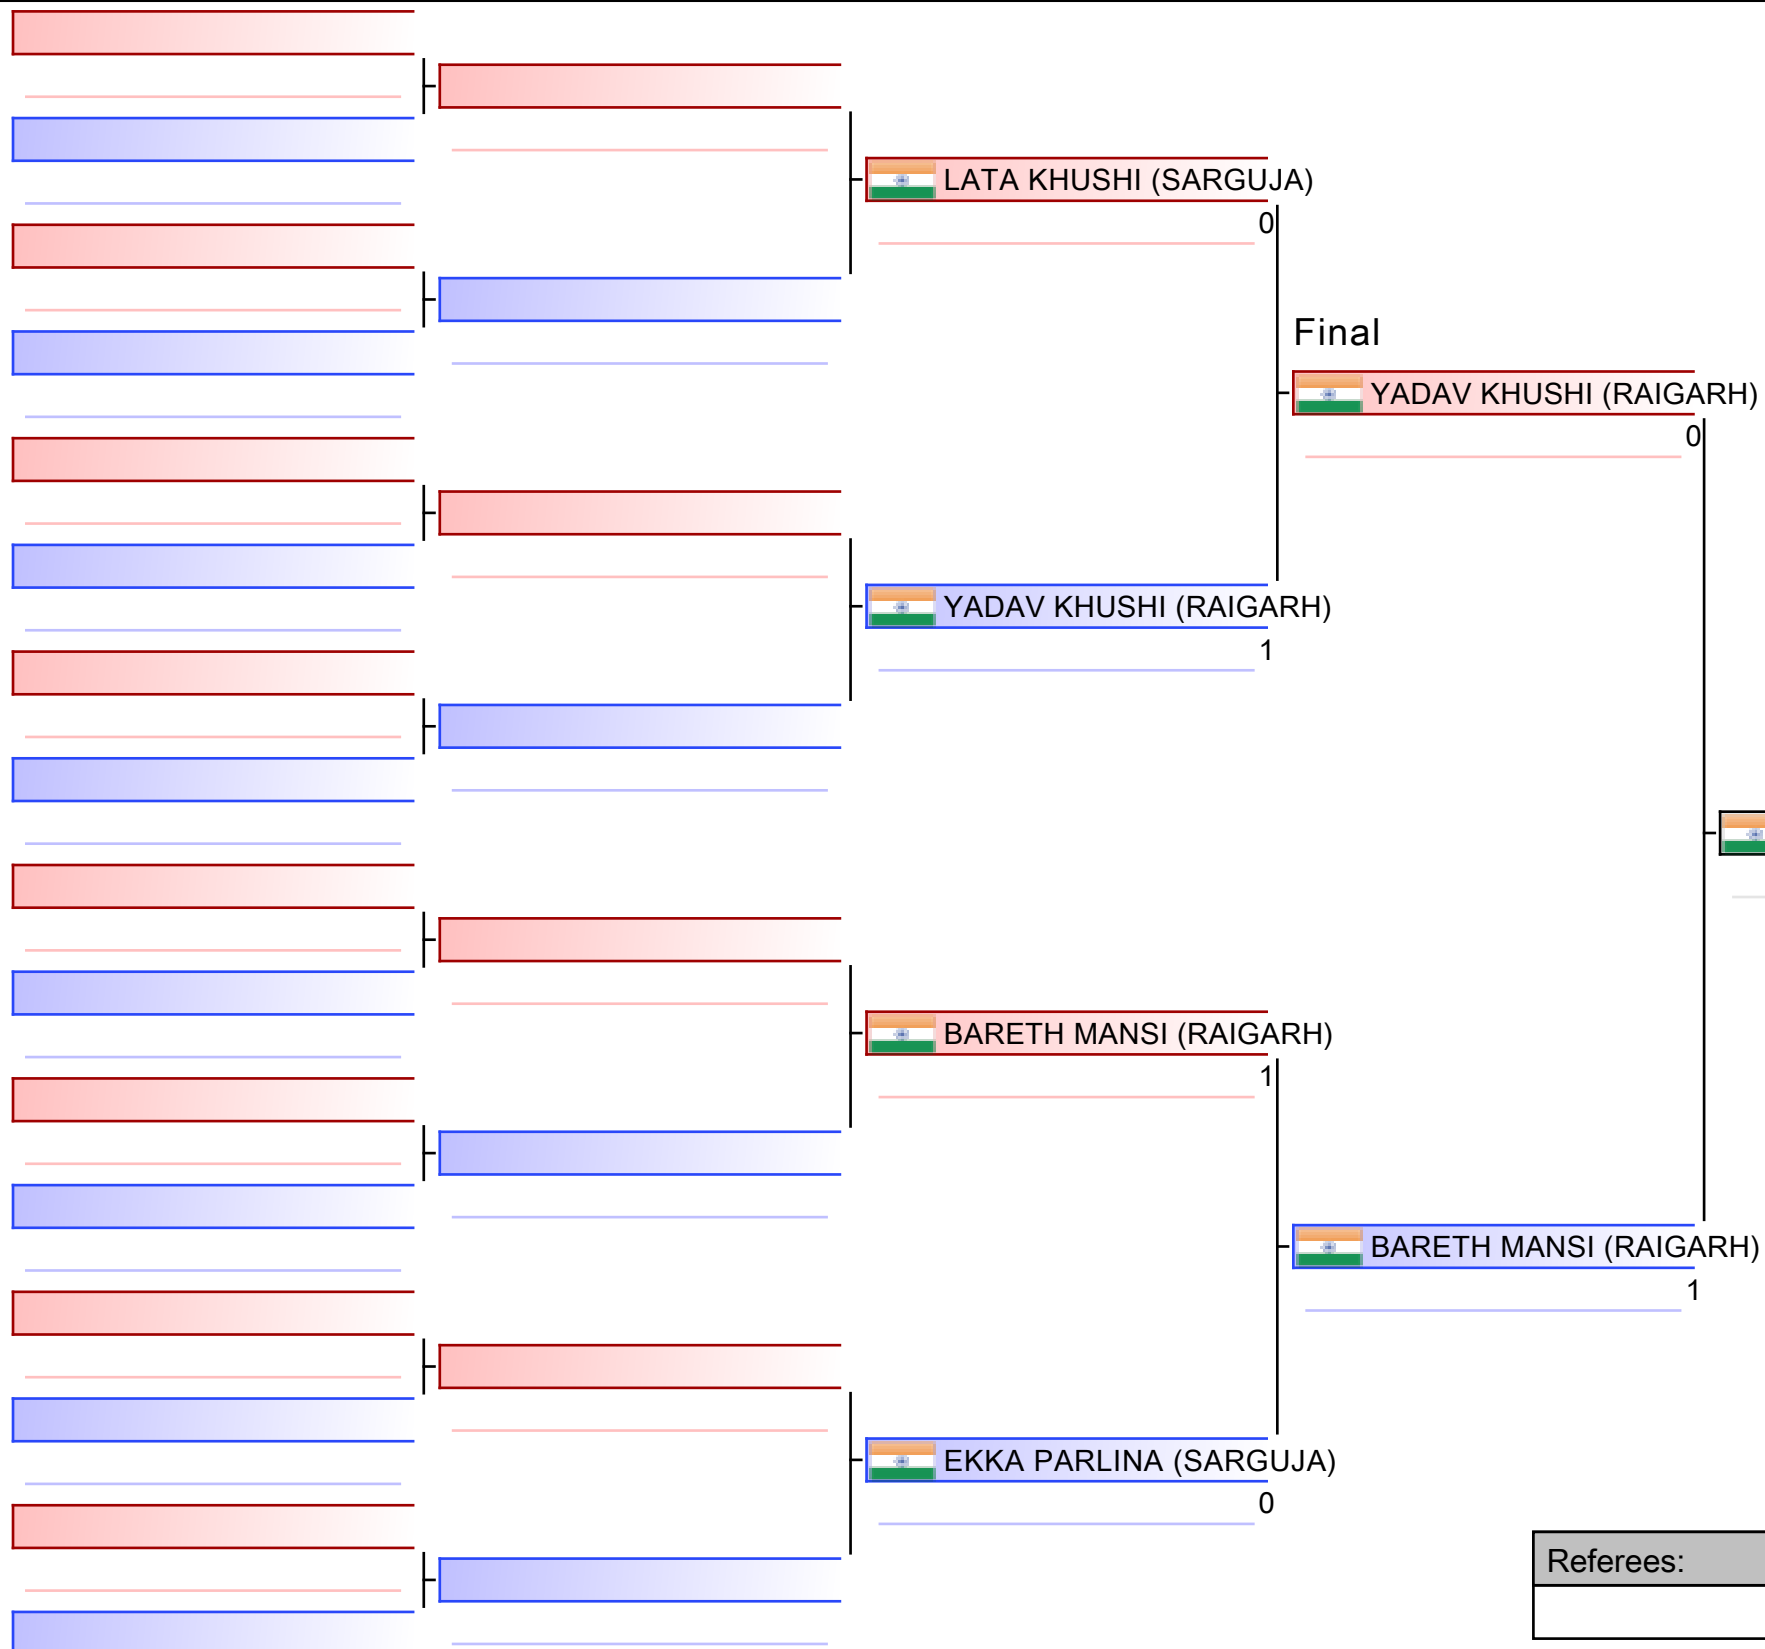 LATA KHUSHI (SARGUJA)
0
Final
YADAV KHUSHI (RAIGARH)
0
YADAV KHUSHI (RAIGARH)
1
BARETH MANSI (RAIGARH)
1
BARETH MANSI (RAIGARH)
1
EKKA PARLINA (SARGUJA)
0
Referees: